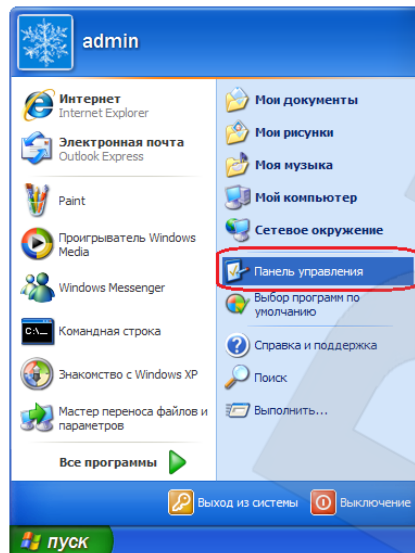 admin
Интернет
Internet Explorer
Электронная почта
Outlook Express
Paint
Проигрыватель Windows
Media
Windows Messenger
C:\_
Командная строка
Знакомство с Windows XP
Мастер переноса файлов и
параметров
Все программы
Мои документы
Мои рисунки
Моя музыка
Мой компьютер
Сетевое окружение
Панель управления
Выбор программ по
умолчанию
Справка и поддержка
Поиск
Выполнить...
Выход из системы
Выключение
пуск